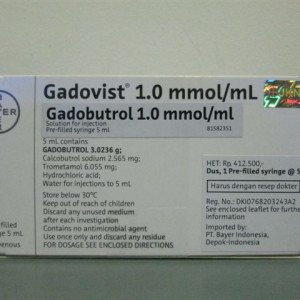 Gadovist® 1.0 mmol/mL
Gadobutrol 1.0 mmol/ml
Solution for injection
Pre-filled syringe 5 mL
81582351
5 mL contains
GADOBUTROL 3.0236 g;
Calcobutrol sodium 2.565 mg;
Trometamol 6.055 mg;
Hydrochloric acid;
Water for injections to 5 mL
Store below 30°C
Keep out of reach of children
Discard any unused medium
after each investigation
Contains no antimicrobial agent
Use once only and discard any residue
FOR DOSAGE SEE ENCLOSED DIRECTIONS
HET: Rp 412.500,-
Dus, 1 Pre-filled syringe @ 5
Harus dengan resep dokter
Reg. No.: DKI0768203243A2
See enclosed leaflet for further
Imported by:
PT. Bayer Indonesia,
Depok-Indonesia
BAYER